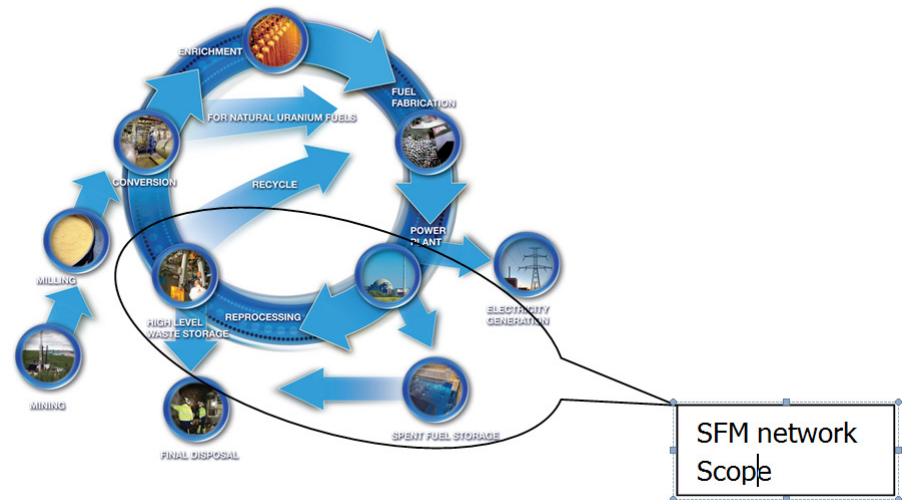 ENRICHMENT
FUEL
FABRICATION
FOR NATURAL URANIUM FUELS
CONVERSION
RECYCLE
POWER
PLANT
MILLING
ELECTRICITY
GENERATION
HIGH LEVEL
WASTE STORAGE
REPROCESSING
MINING
SPENT FUEL STORAGE
FINAL DISPOSAL
SFM network
Scope